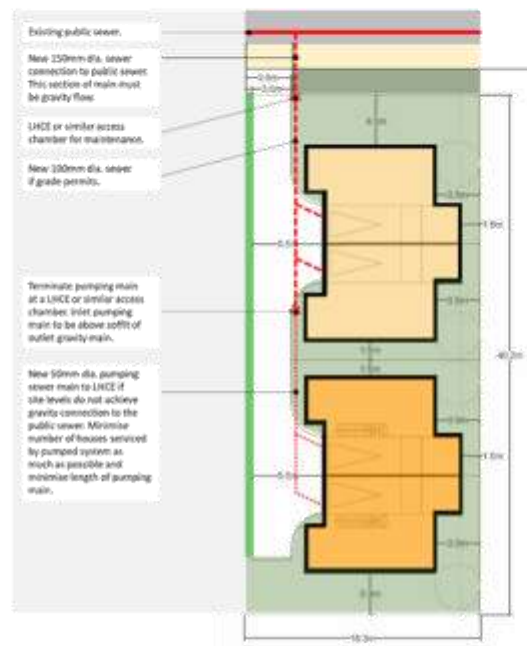 Existing public sewer.
New 150mm dia. sewer
connection to public sewer.
This section of main must
be gravity flow.
LHCE or similar access
chamber for maintenance.
New 100mm dia. sewer
if grade permits.
Terminate pumping main
at a LHCE or similar access
chamber. Inlet pumping
main to be above soffit of
outlet gravity main.
New 50mm dia. pumping
sewer main to LHCE if
site levels do not achieve
gravity connection to the
public sewer. Minimise
number of houses serviced
by pumped system as
much as possible and
minimise length of pumping
main.